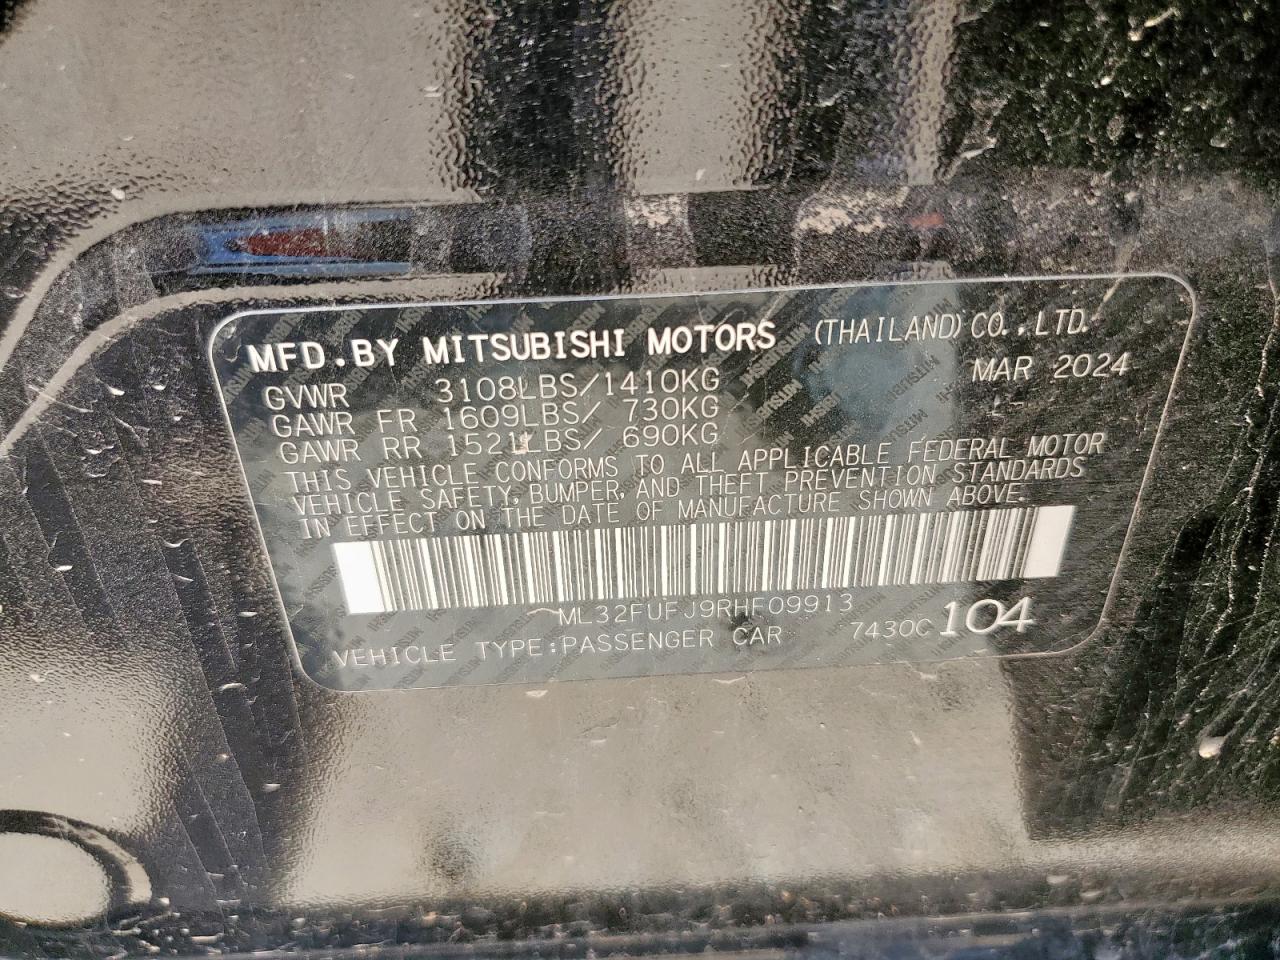 MFD.BY MITSUBISHI MOTORS (THAILAND) CO.,LTD.
GVWR 3108LBS/1410KG MAR 2024
GAWR FR 1609LBS/ 730KG
GAWR RR 1521LBS/ 690KG
THIS VEHICLE CONFORMS TO ALL APPLICABLE FEDERAL MOTOR
VEHICLE SAFETY, BUMPER, AND THEFT PREVENTION STANDARDS
IN EFFECT ON THE DATE OF MANUFACTURE SHOWN ABOVE.
ML32FUFJ9RHF09913
VEHICLE TYPE:PASSENGER CAR 7430C 104